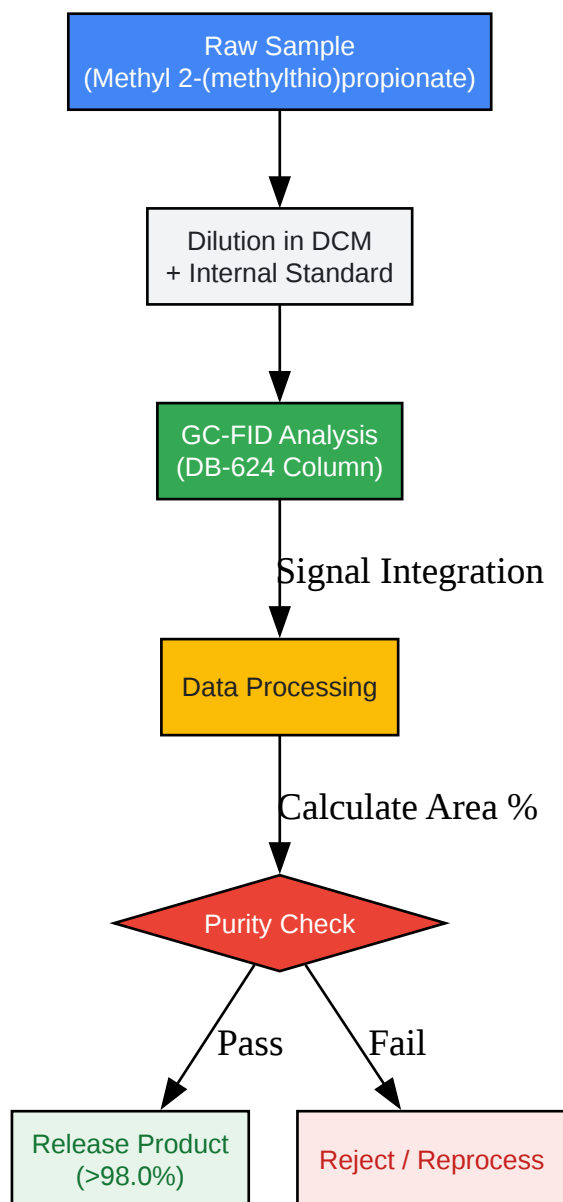 Raw Sample
(Methyl 2-(methylthio)propionate)
Dilution in DCM
+ Internal Standard
GC-FID Analysis
(DB-624 Column)
Signal Integration
Data Processing
Calculate Area %
Purity Check
Pass
Fail
Release Product
(>98.0%)
Reject / Reprocess